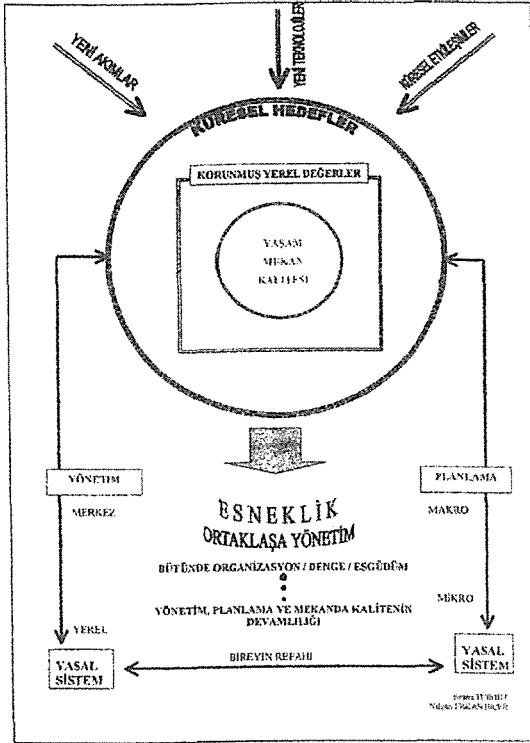 YENİ AKIMLAR
YENİ TEKNOLOJİLER
KÜRESEL ETKİLEŞİMLER
KÜRESEL HEDEFLER
KORUNMUŞ YEREL DEĞERLER
YAŞAM
MEKAN
KALİTESİ
YÖNETİM
PLANLAMA
MERKEZ
MAKRO
ESNEKLİK
ORTAKLAŞA YÖNETİM
BÜTÜNDE ORGANİZASYON / DENGE / EŞGÜDÜM
YÖNETİM, PLANLAMA VE MEKANDA KALİTENİN
DEVAMLILIĞI
MİKRO
YEREL
YASAL
SİSTEM
BİREYİN REFAHI
YASAL
SİSTEM